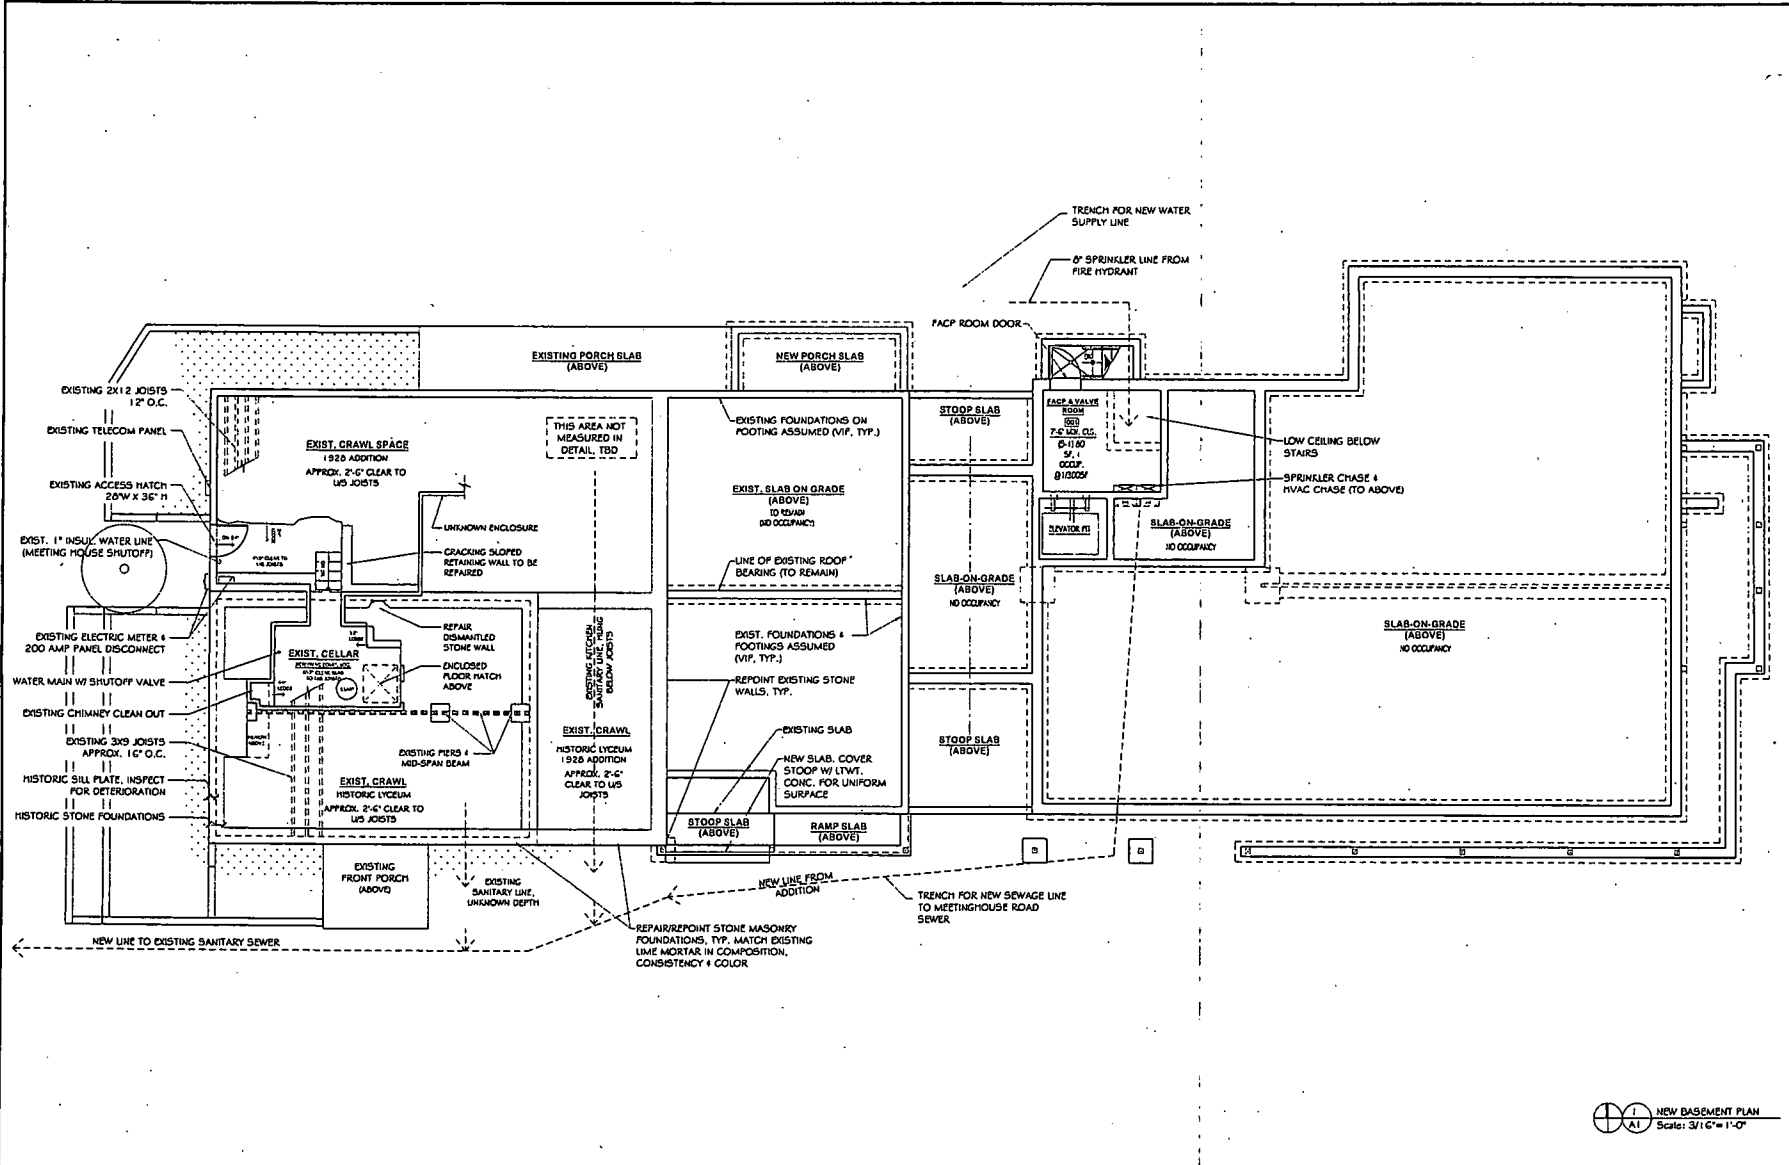 TRENCH FOR NEW WATER
SUPPLY LINE
6" SPRINKLER LINE FROM
FIRE HYDRANT
FACP ROOM DOOR
EXISTING PORCH SLAB
(ABOVE)
NEW PORCH SLAB
(ABOVE)
EXISTING 2X12 JOISTS
12" O.C.
EXISTING TELECOM PANEL
EXISTING ACCESS HATCH
28"W X 36" H
EXIST. 1" INSUL. WATER LINE
(MEETING HOUSE SHUTOFF)
EXISTING ELECTRIC METER &
200 AMP PANEL DISCONNECT
WATER MAIN W/ SHUTOFF VALVE
EXISTING CHIMNEY CLEAN OUT
EXISTING 3X9 JOISTS
APPROX. 16" O.C.
HISTORIC SILL PLATE, INSPECT
FOR DETERIORATION
HISTORIC STONE FOUNDATIONS
EXIST. CRAWL SPACE
1928 ADDITION
APPROX. 2'-6" CLEAR TO
U/S JOISTS
THIS AREA NOT
MEASURED IN
DETAIL, TBD
UNKNOWN ENCLOSURE
CRACKING SLOPED
RETAINING WALL TO BE
REPAIRED
REPAIR
DISMANTLED
STONE WALL
ENCLOSED
FLOOR HATCH
ABOVE
EXIST. CELLAR
EXISTING PIERS &
MID-SPAN BEAM
EXIST. CRAWL
HISTORIC LYCEUM
APPROX. 2'-6" CLEAR TO
U/S JOISTS
EXISTING KITCHEN
SANITARY LINE, HUNG
BELOW JOISTS
EXIST. CRAWL
HISTORIC LYCEUM
1928 ADDITION
APPROX. 2'-6"
CLEAR TO U/S
JOISTS
EXISTING FOUNDATIONS ON
FOOTING ASSUMED (VIF, TYP.)
EXIST. SLAB ON GRADE
(ABOVE)
TO REMAIN
(NO OCCUPANCY)
LINE OF EXISTING ROOF
BEARING (TO REMAIN)
EXIST. FOUNDATIONS &
FOOTINGS ASSUMED
(VIF, TYP.)
REPOINT EXISTING STONE
WALLS, TYP.
EXISTING SLAB
NEW SLAB. COVER
STOOP W/ LTWT.
CONC. FOR UNIFORM
SURFACE
STOOP SLAB
(ABOVE)
RAMP SLAB
(ABOVE)
STOOP SLAB
(ABOVE)
SLAB-ON-GRADE
(ABOVE)
NO OCCUPANCY
STOOP SLAB
(ABOVE)
FACP & VALVE
ROOM
001
OCCUP.
ELEVATOR PIT
SLAB-ON-GRADE
(ABOVE)
NO OCCUPANCY
LOW CEILING BELOW
STAIRS
SPRINKLER CHASE &
HVAC CHASE (TO ABOVE)
SLAB-ON-GRADE
(ABOVE)
NO OCCUPANCY
EXISTING
FRONT PORCH
(ABOVE)
EXISTING
SANITARY LINE,
UNKNOWN DEPTH
NEW LINE FROM
ADDITION
TRENCH FOR NEW SEWAGE LINE
TO MEETINGHOUSE ROAD
SEWER
NEW LINE TO EXISTING SANITARY SEWER
REPAIR/REPOINT STONE MASONRY
FOUNDATIONS, TYP. MATCH EXISTING
LIME MORTAR IN COMPOSITION,
CONSISTENCY & COLOR
1
A1
NEW BASEMENT PLAN
Scale: 3/16"=1'-0"